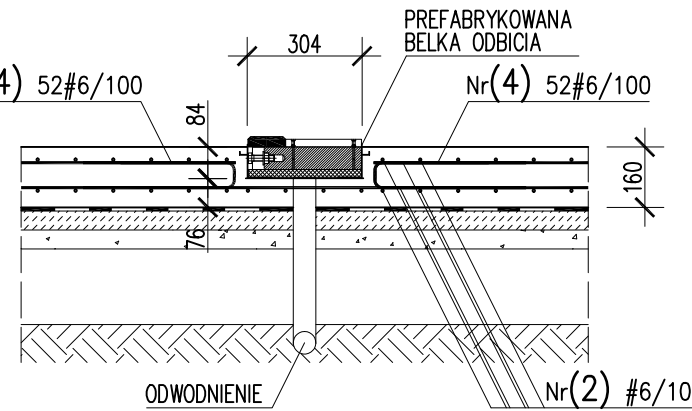 PREFABRYKOWANA
BELKA ODBICIA
304
4) 52#6/100
Nr(4) 52#6/100
84
160
76
ODWODNIENIE
Nr(2) #6/10